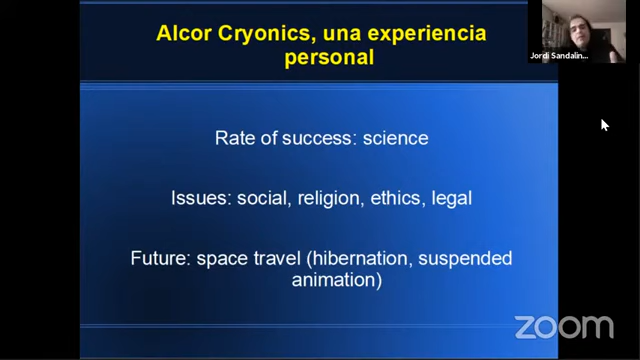 Alcor Cryonics, una experiencia
personal
Jordi Sandalin...
Rate of success: science
Issues: social, religion, ethics, legal
Future: space travel (hibernation, suspended
animation)
zoom